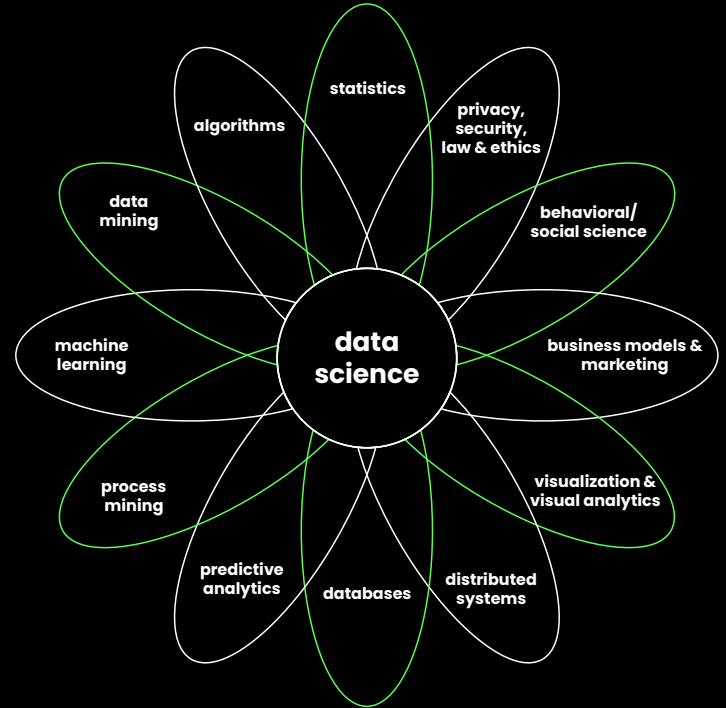 statistics
privacy,
security,
law & ethics
algorithms
data
mining
behavioral/
social science
machine
learning
data
science
business models &
marketing
process
mining
visualization &
visual analytics
predictive
analytics
databases
distributed
systems